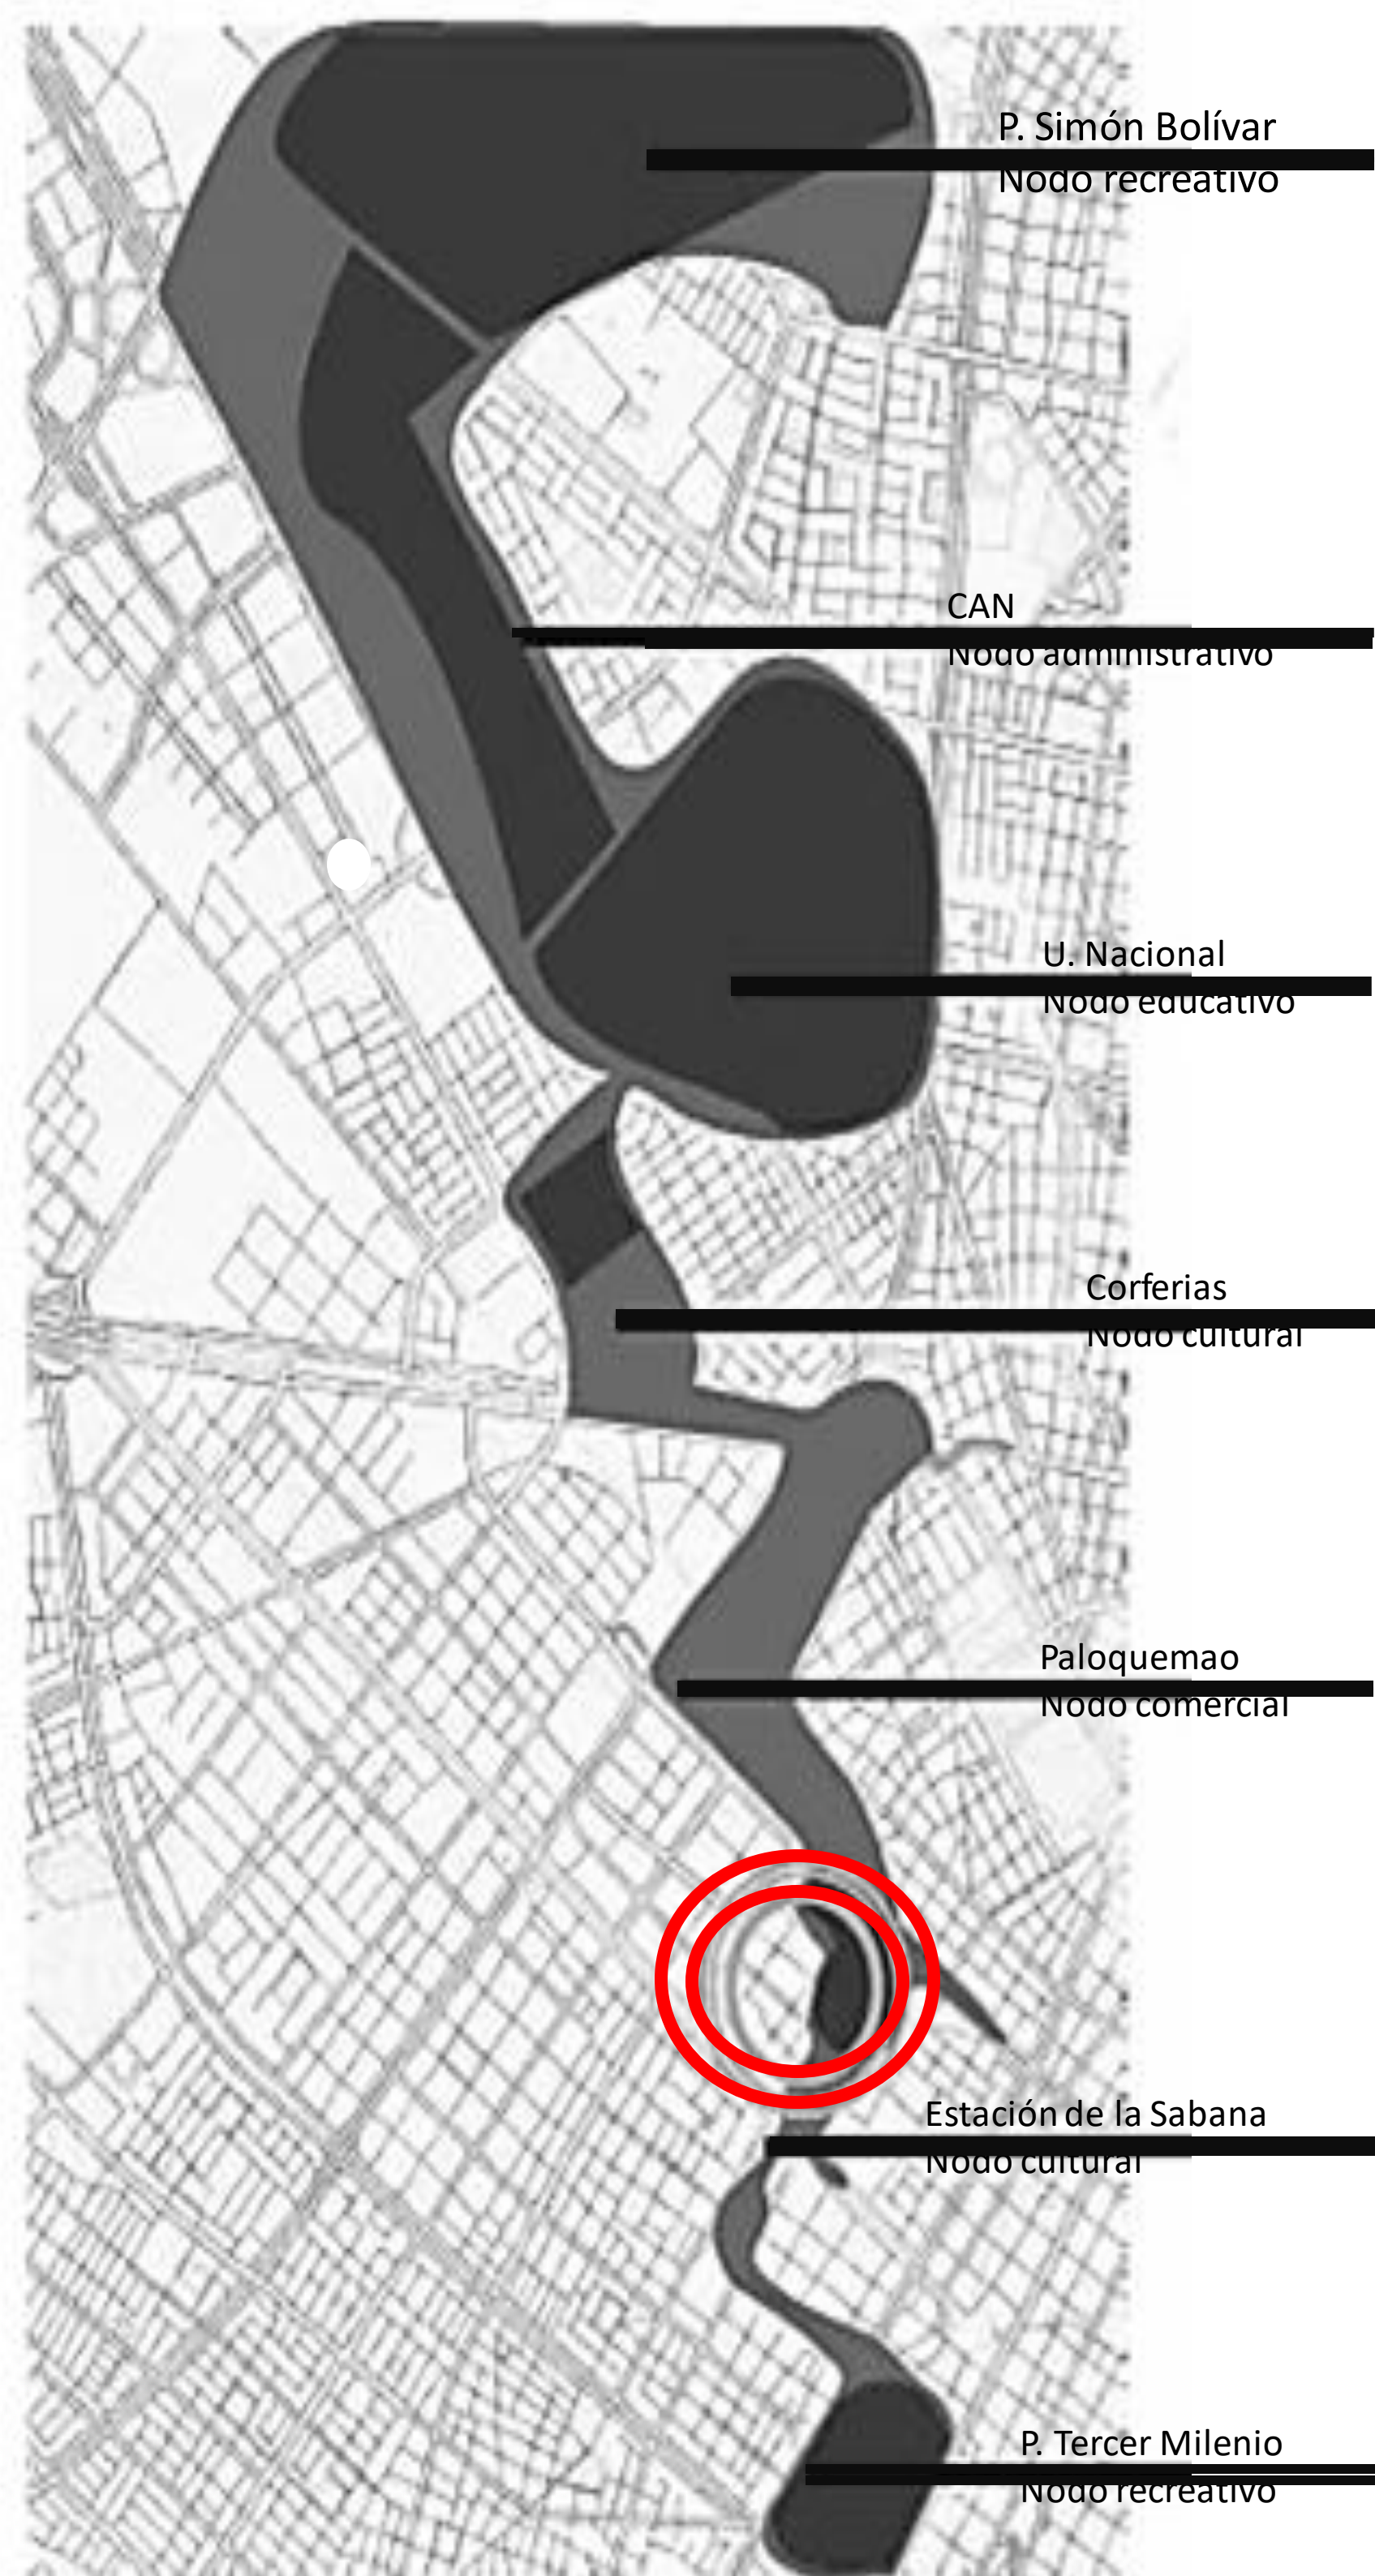 P. Simón Bolívar
Nodo recreativo
CAN
Nodo administrativo
U. Nacional
Nodo educativo
Corferias
Nodo cultural
Paloquemao
Nodo comercial
Estación de la Sabana
Nodo cultural
P. Tercer Milenio
Nodo recreativo